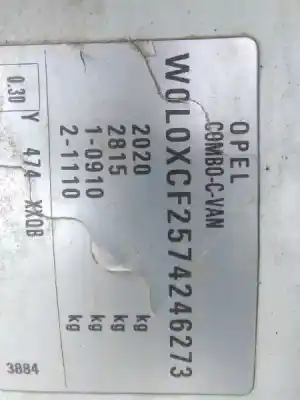 OPEL
COMBO-C-VAN
W0L0XCF2574246273
2020 kg
2815 kg
1-0910 kg
2-1110 kg
0.30 Y 474 XX0B
3884